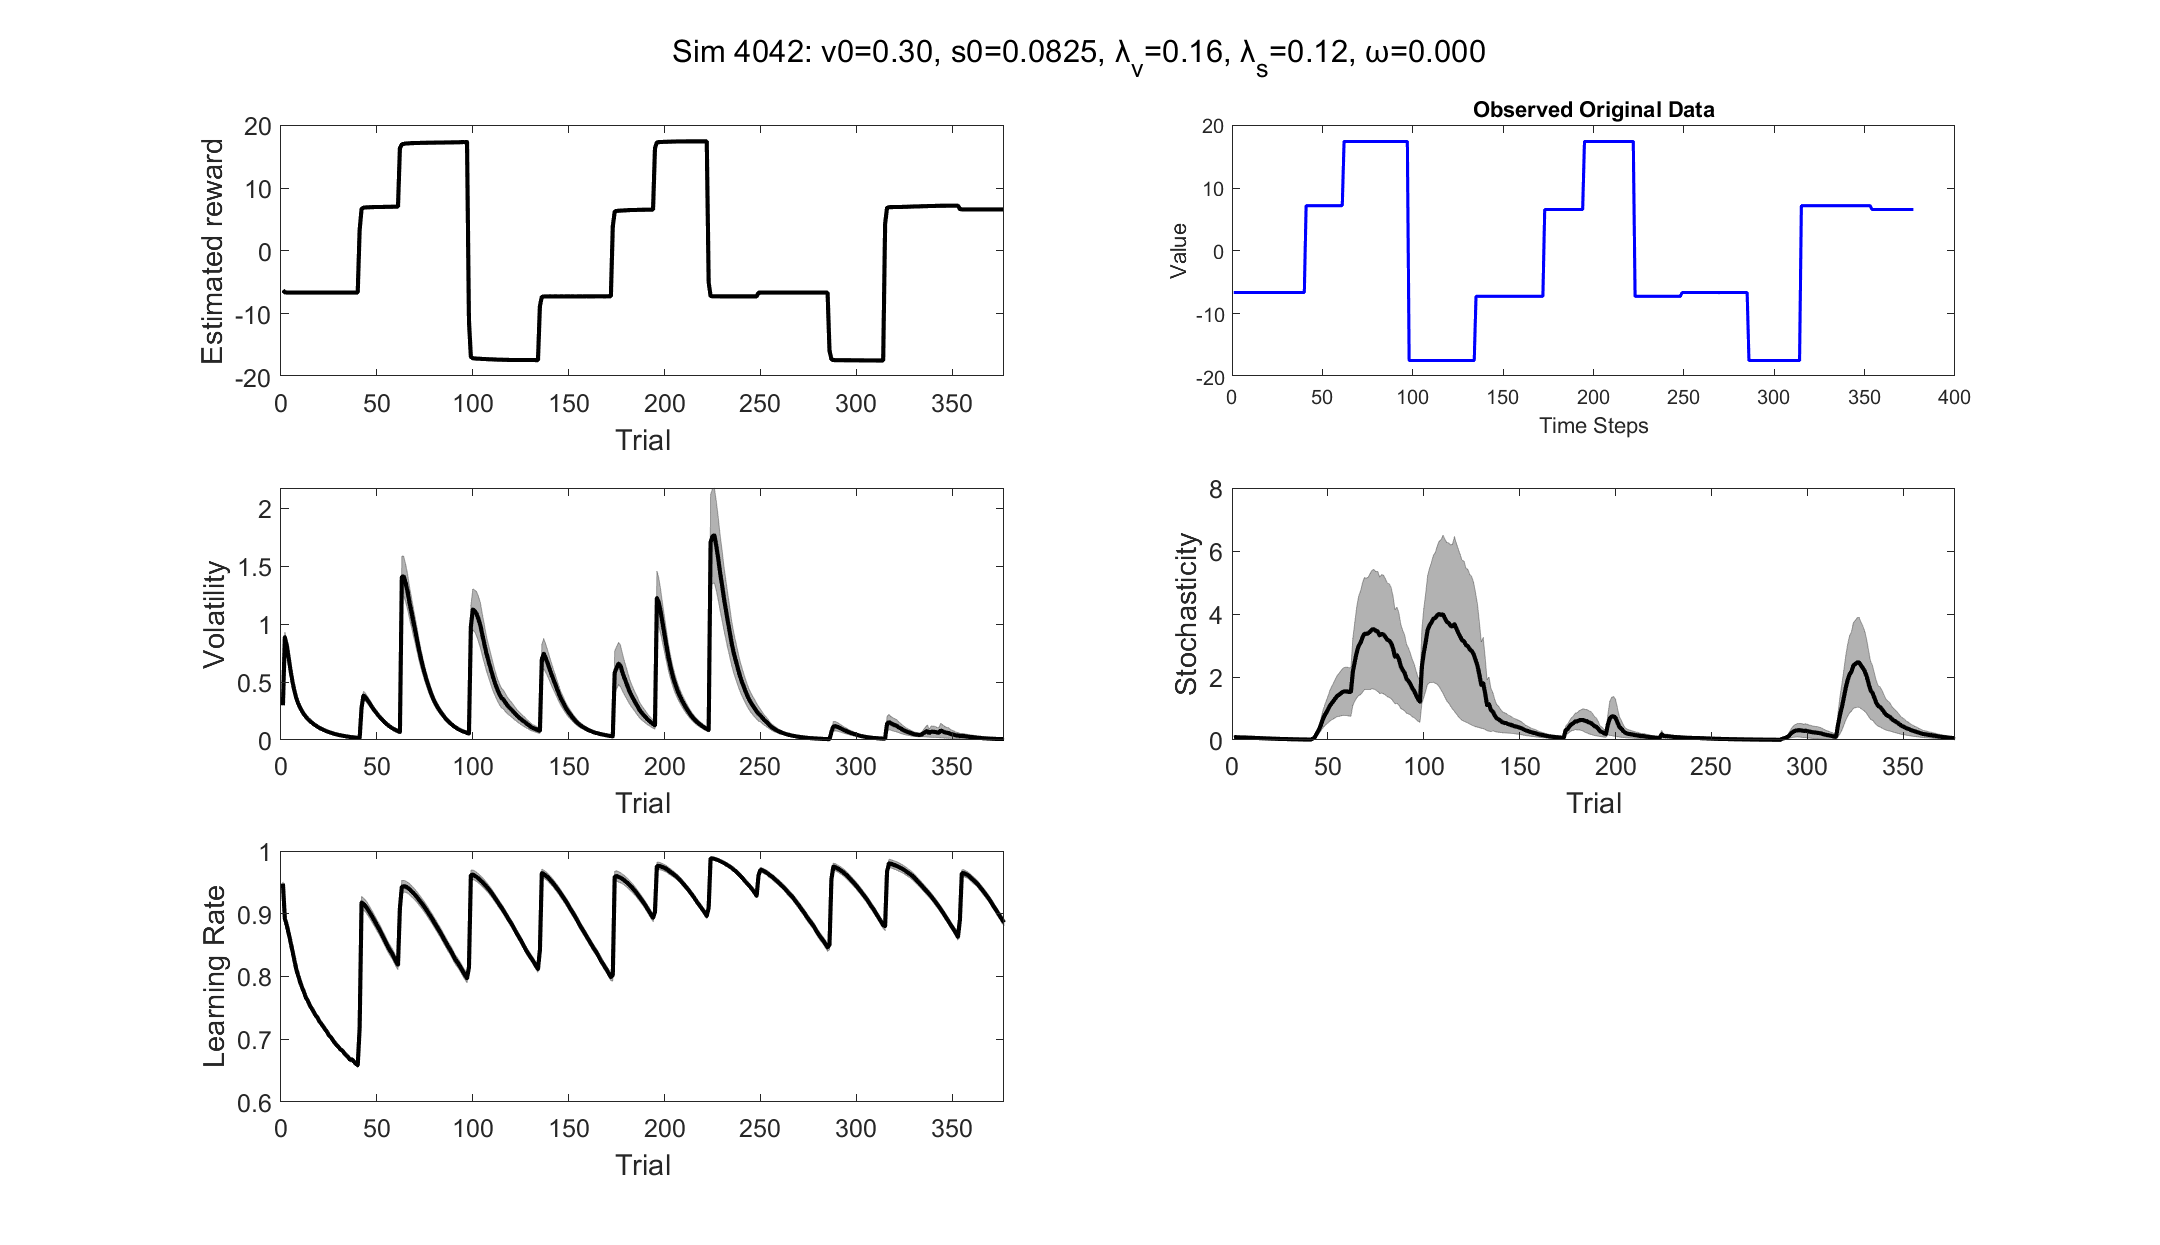 Sim 4042: v0=0.30, s0=0.0825, λ_v=0.16, λ_s=0.12, ω=0.000
Estimated reward
20
10
0
-10
-20
0 50 100 150 200 250 300 350
Trial
Observed Original Data
Value
20
10
0
-10
-20
0 50 100 150 200 250 300 350 400
Time Steps
Volatility
2
1.5
1
0.5
0
0 50 100 150 200 250 300 350
Trial
Stochasticity
8
6
4
2
0
0 50 100 150 200 250 300 350
Trial
Learning Rate
1
0.9
0.8
0.7
0.6
0 50 100 150 200 250 300 350
Trial